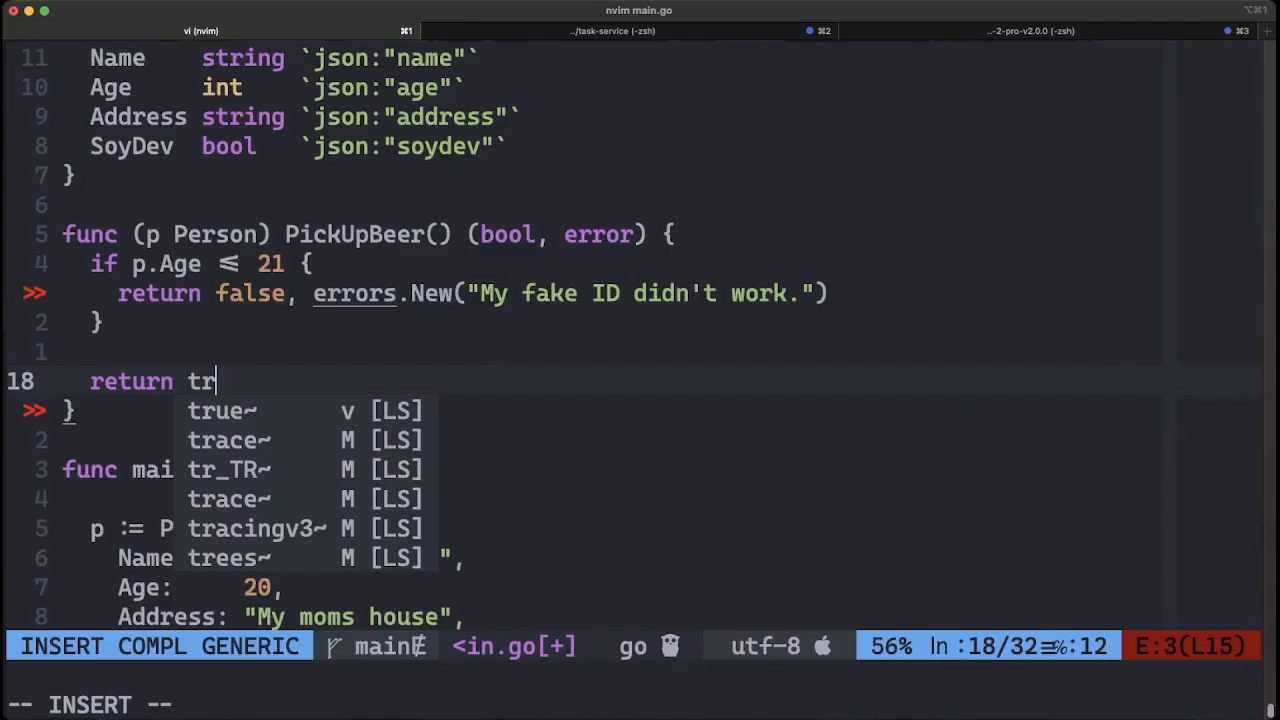 nvim main.go
⌥⌘1
vi (nvim) ⌘1 ../task-service (-zsh) ⌘2 ..-2-pro-v2.0.0 (-zsh) ⌘3 +
11 Name string `json:"name"`
10 Age int `json:"age"`
9 Address string `json:"address"`
8 SoyDev bool `json:"soydev"`
7 }
6
5 func (p Person) PickUpBeer() (bool, error) {
4 if p.Age <= 21 {
>> return false, errors.New("My fake ID didn't work.")
2 }
1
18 return tr
>> } true~ v [LS]
2 trace~ M [LS]
3 func mai tr_TR~ M [LS]
4 trace~ M [LS]
5 p := P tracingv3~ M [LS]
6 Name trees~ M [LS] ",
7 Age: 20,
8 Address: "My moms house",
INSERT COMPL GENERIC main <in.go[+] go utf-8 56% ln :18/32 :12 E:3(L15)
-- INSERT --